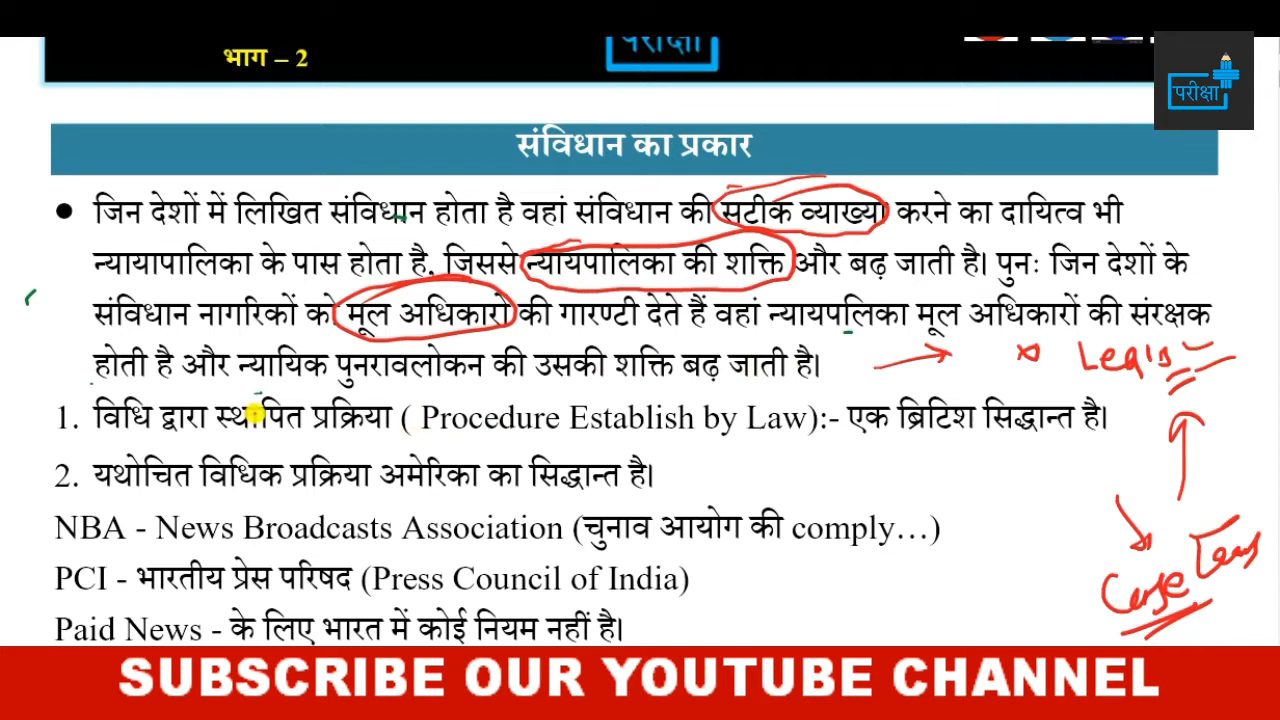 भाग – 2
परीक्षा
परीक्षा
संविधान का प्रकार
● जिन देशों में लिखित संविधान होता है वहां संविधान की सटीक व्याख्या करने का दायित्व भी
न्यायापालिका के पास होता है, जिससे न्यायपालिका की शक्ति और बढ़ जाती है। पुनः जिन देशों के
संविधान नागरिकों को मूल अधिकारों की गारण्टी देते हैं वहां न्यायपलिका मूल अधिकारों की संरक्षक
होती है और न्यायिक पुनरावलोकन की उसकी शक्ति बढ़ जाती है।
1. विधि द्वारा स्थापित प्रक्रिया ( Procedure Establish by Law):- एक ब्रिटिश सिद्धान्त है।
2. यथोचित विधिक प्रक्रिया अमेरिका का सिद्धान्त है।
NBA - News Broadcasts Association (चुनाव आयोग की comply…)
PCI - भारतीय प्रेस परिषद (Press Council of India)
Paid News - के लिए भारत में कोई नियम नहीं है।
SUBSCRIBE OUR YOUTUBE CHANNEL